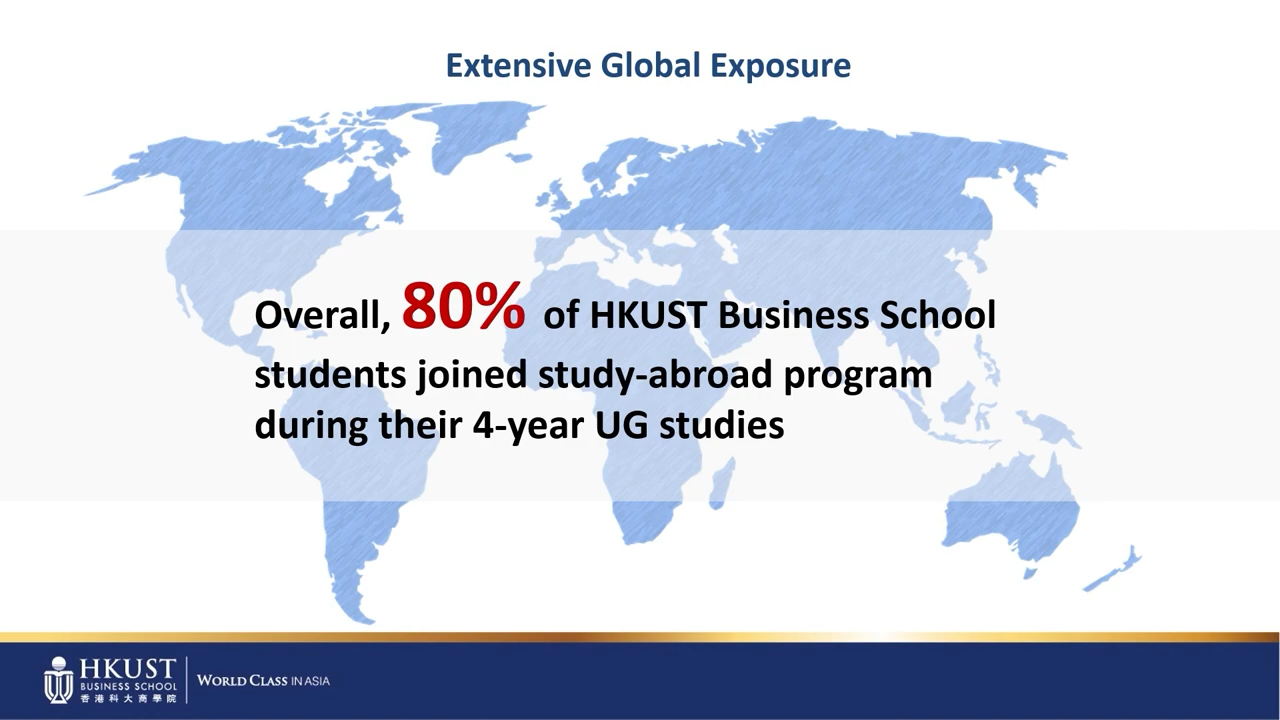 Extensive Global Exposure
Overall, 80% of HKUST Business School
students joined study-abroad program
during their 4-year UG studies
HKUST
BUSINESS SCHOOL
香港科大商學院
WORLD CLASS IN ASIA